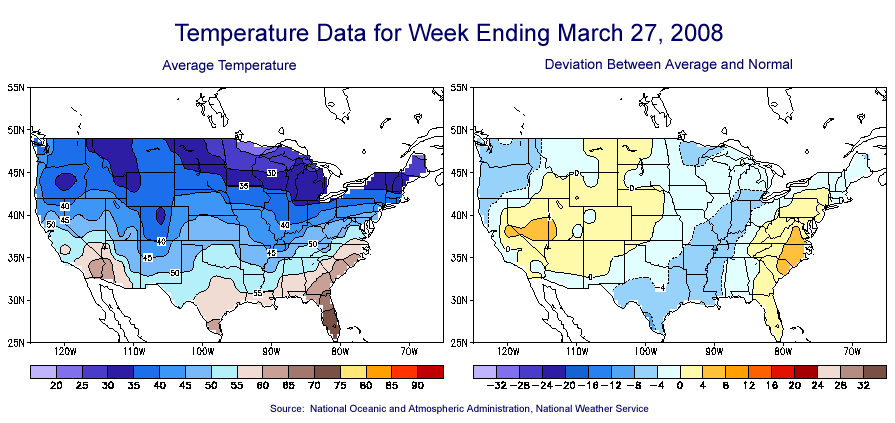 Temperature Data for Week Ending March 27, 2008
Average Temperature
Deviation Between Average and Normal
55N
50N
45N
40N
35N
30N
25N
120W 110W 100W 90W 80W 70W
30
35
40
45
50
40
40
45
50
45
50
55
20 25 30 35 40 45 50 55 60 65 70 75 80 85 90
55N
50N
45N
40N
35N
30N
25N
120W 110W 100W 90W 80W 70W
0
0
4
0
0
0
-4
-32 -28 -24 -20 -16 -12 -8 -4 0 4 8 12 16 20 24 28 32
Source: National Oceanic and Atmospheric Administration, National Weather Service